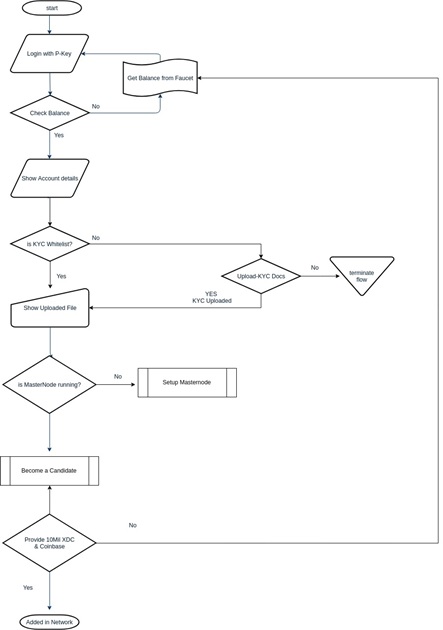 start
Login with P-Key
Get Balance from Faucet
Check Balance
No
Yes
Show Account details
is KYC Whitelist?
No
Yes
Upload-KYC Docs
No
terminate
flow
YES
KYC Uploaded
Show Uploaded File
is MasterNode running?
No
Setup Masternode
Become a Candidate
Provide 10Mil XDC
& Coinbase
No
Yes
Added in Network